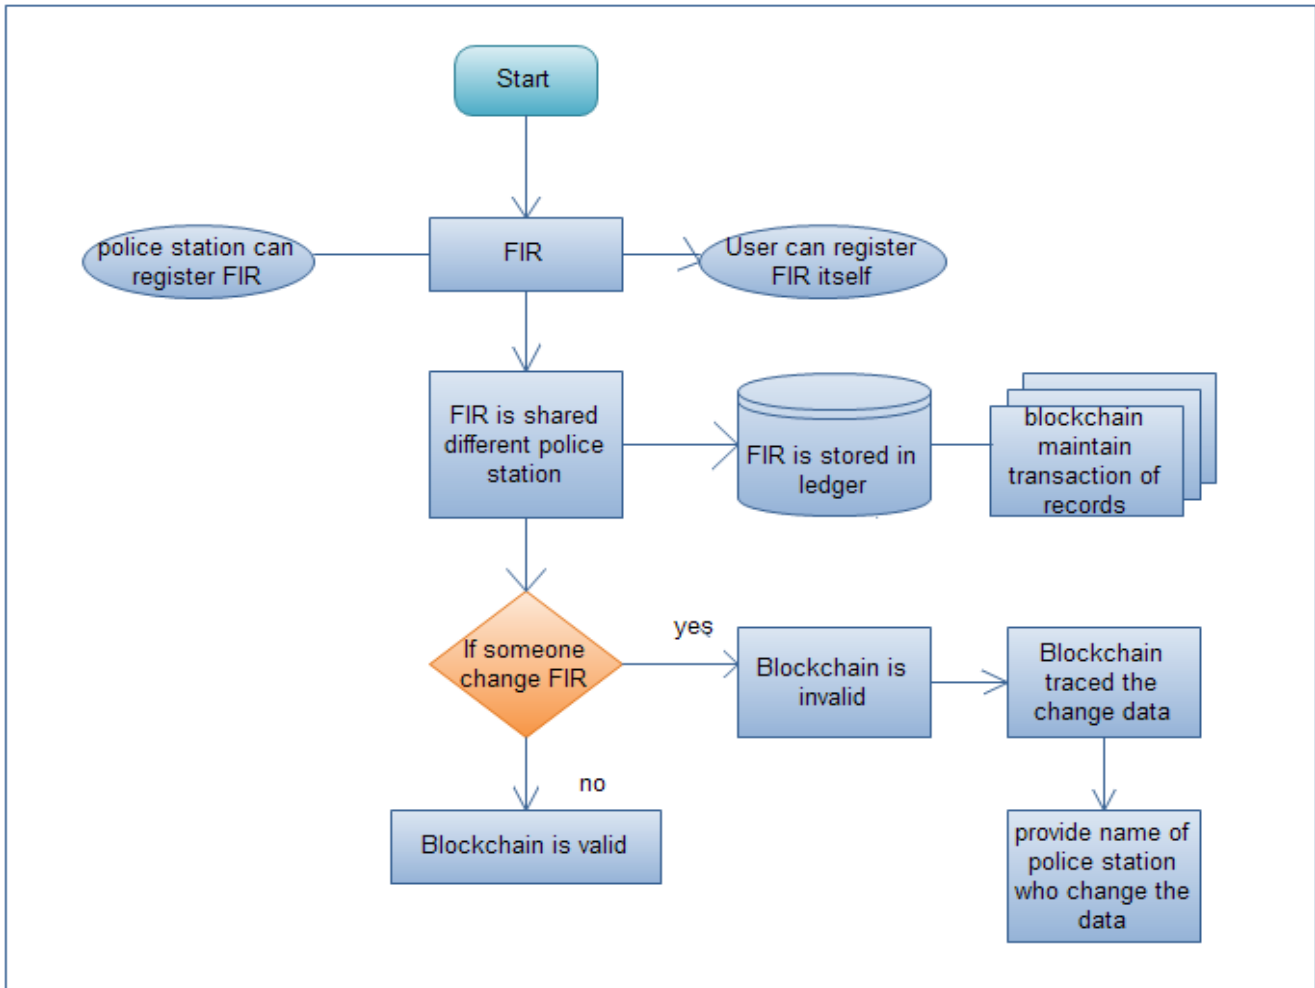 Start
police station can
register FIR
FIR
User can register
FIR itself
FIR is shared
different police
station
FIR is stored in
ledger
blockchain
maintain
transaction of
records
If someone
change FIR
yes
Blockchain is
invalid
Blockchain
traced the
change data
no
Blockchain is valid
provide name of
police station
who change the
data